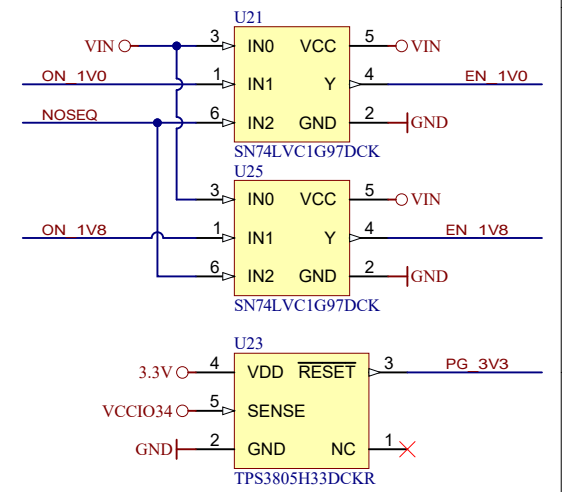 U21
VIN 3 IN0 VCC 5 VIN
ON_1V0 1 IN1 Y 4 EN_1V0
NOSEQ 6 IN2 GND 2 GND
SN74LVC1G97DCK
U25
3 IN0 VCC 5 VIN
ON_1V8 1 IN1 Y 4 EN_1V8
6 IN2 GND 2 GND
SN74LVC1G97DCK
U23
3.3V 4 VDD RESET 3 PG_3V3
VCCIO34 5 SENSE
GND 2 GND NC 1
TPS3805H33DCKR